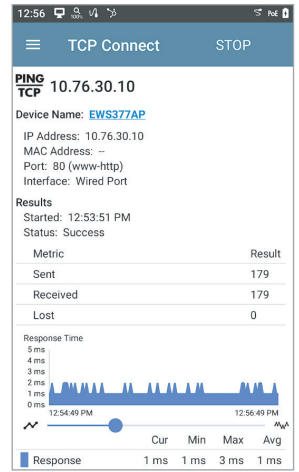 12:56
100%
PoE
TCP Connect
STOP
PING
TCP
10.76.30.10
Device Name: EWS377AP
IP Address: 10.76.30.10
MAC Address: --
Port: 80 (www-http)
Interface: Wired Port
Results
Started: 12:53:51 PM
Status: Success
Metric Result
Sent 179
Received 179
Lost 0
Response Time
5 ms
4 ms
3 ms
2 ms
1 ms
0 ms
12:54:49 PM 12:56:49 PM
Cur Min Max Avg
Response 1 ms 1 ms 3 ms 1 ms